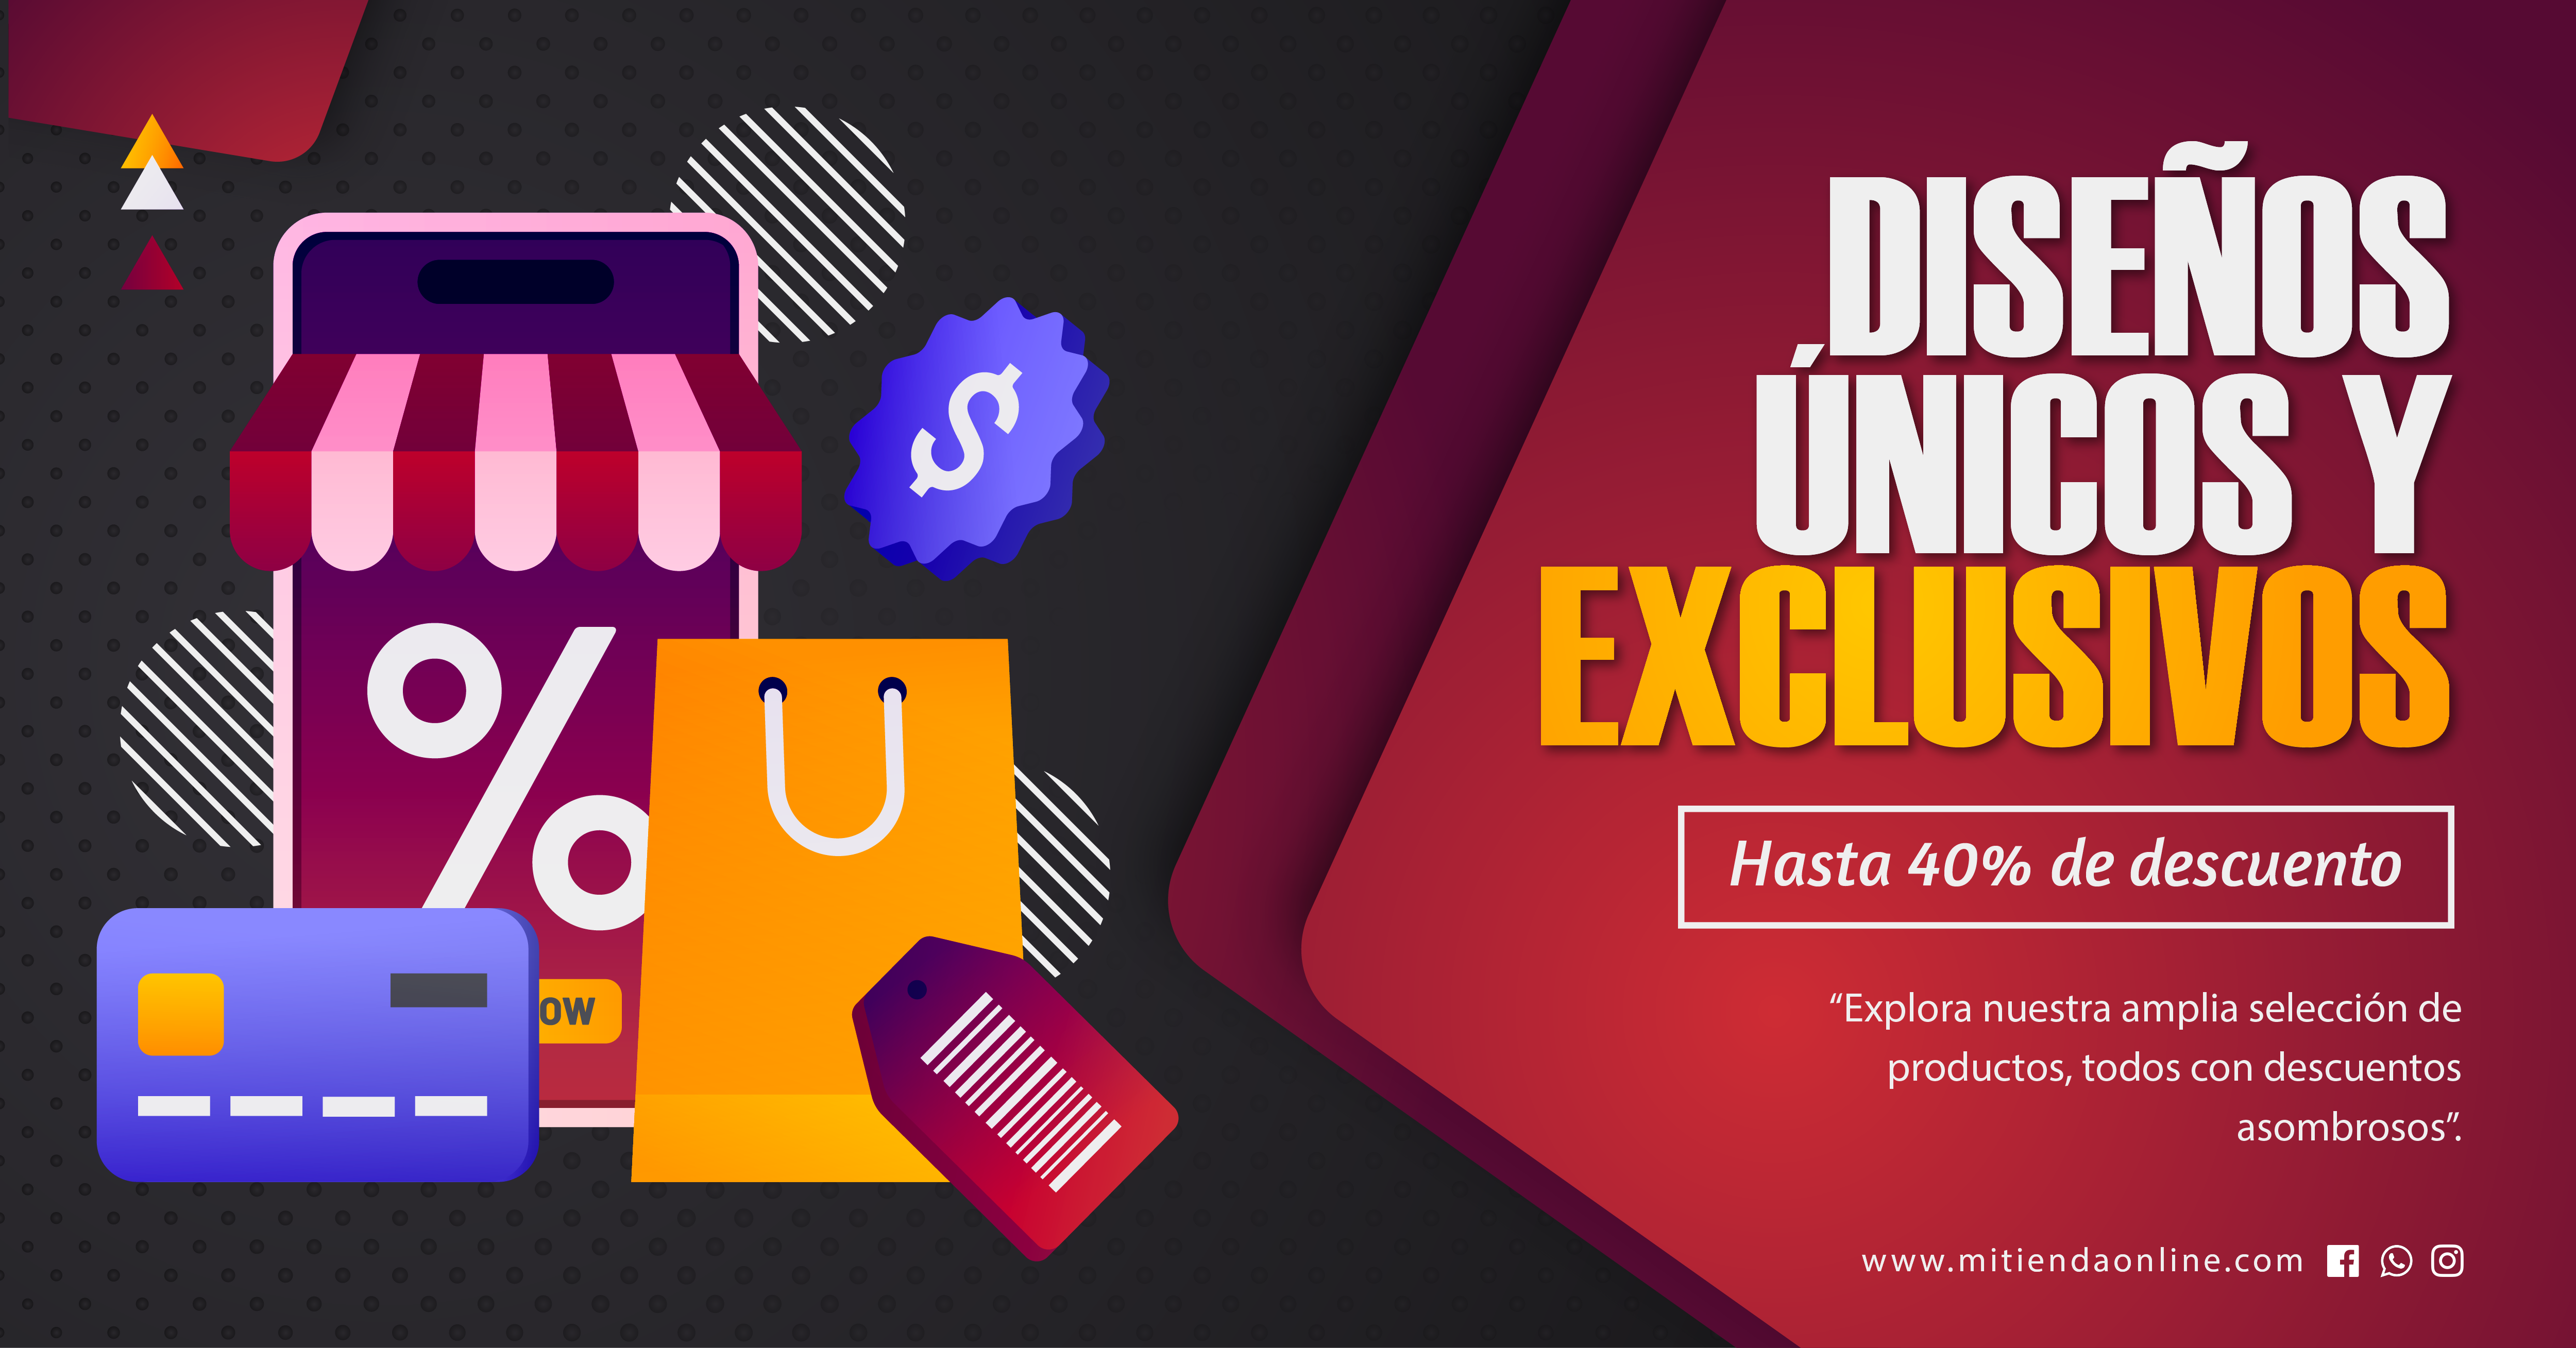 DISEÑOS
ÚNICOS Y
EXCLUSIVOS
Hasta 40% de descuento
“Explora nuestra amplia selección de
productos, todos con descuentos
asombrosos”.
www.mitiendaonline.com
$
%
OW